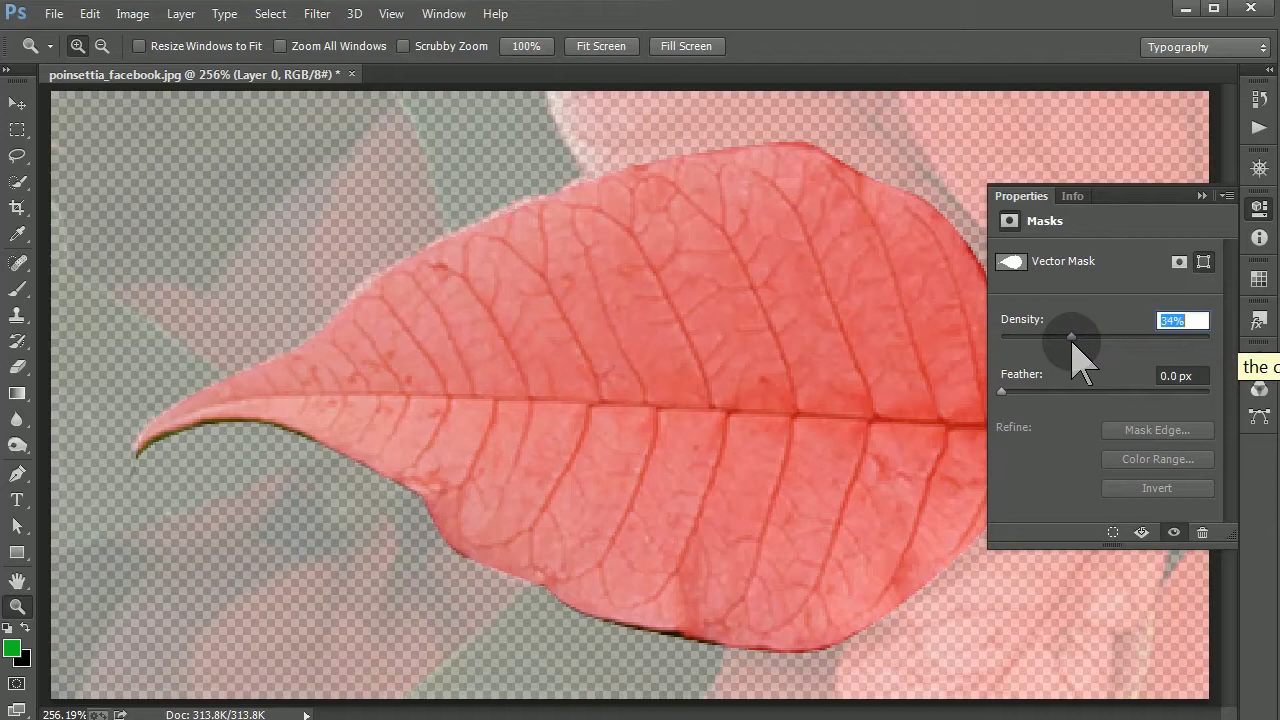 Ps File Edit Image Layer Type Select Filter 3D View Window Help
Resize Windows to Fit Zoom All Windows Scrubby Zoom 100% Fit Screen Fill Screen Typography
poinsettia_facebook.jpg @ 256% (Layer 0, RGB/8#) * ×
Properties Info
Masks
Vector Mask
Density: 34%
the c
Feather: 0.0 px
Refine: Mask Edge...
Color Range...
Invert
T
256.19% Doc: 313.8K/313.8K